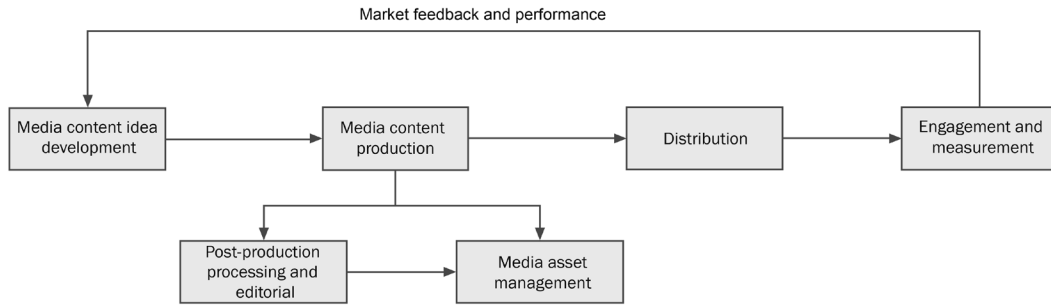 Market feedback and performance
Media content idea
development
Media content
production
Distribution
Engagement and
measurement
Post-production
processing and
editorial
Media asset
management